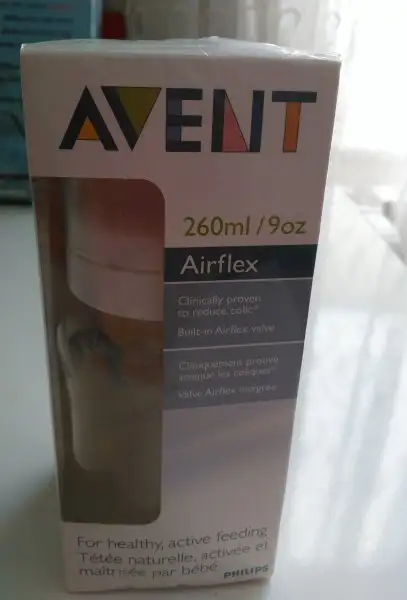 AVENT
260ml/9oz
Airflex
Clinically proven
to reduce colic*
Built-in Airflex valve
Cliniquement prouvé
atténue les coliques*
Valve Airflex intégrée
For healthy, active feeding
Tétée naturelle, activée et
maîtrisée par bébé
PHILIPS